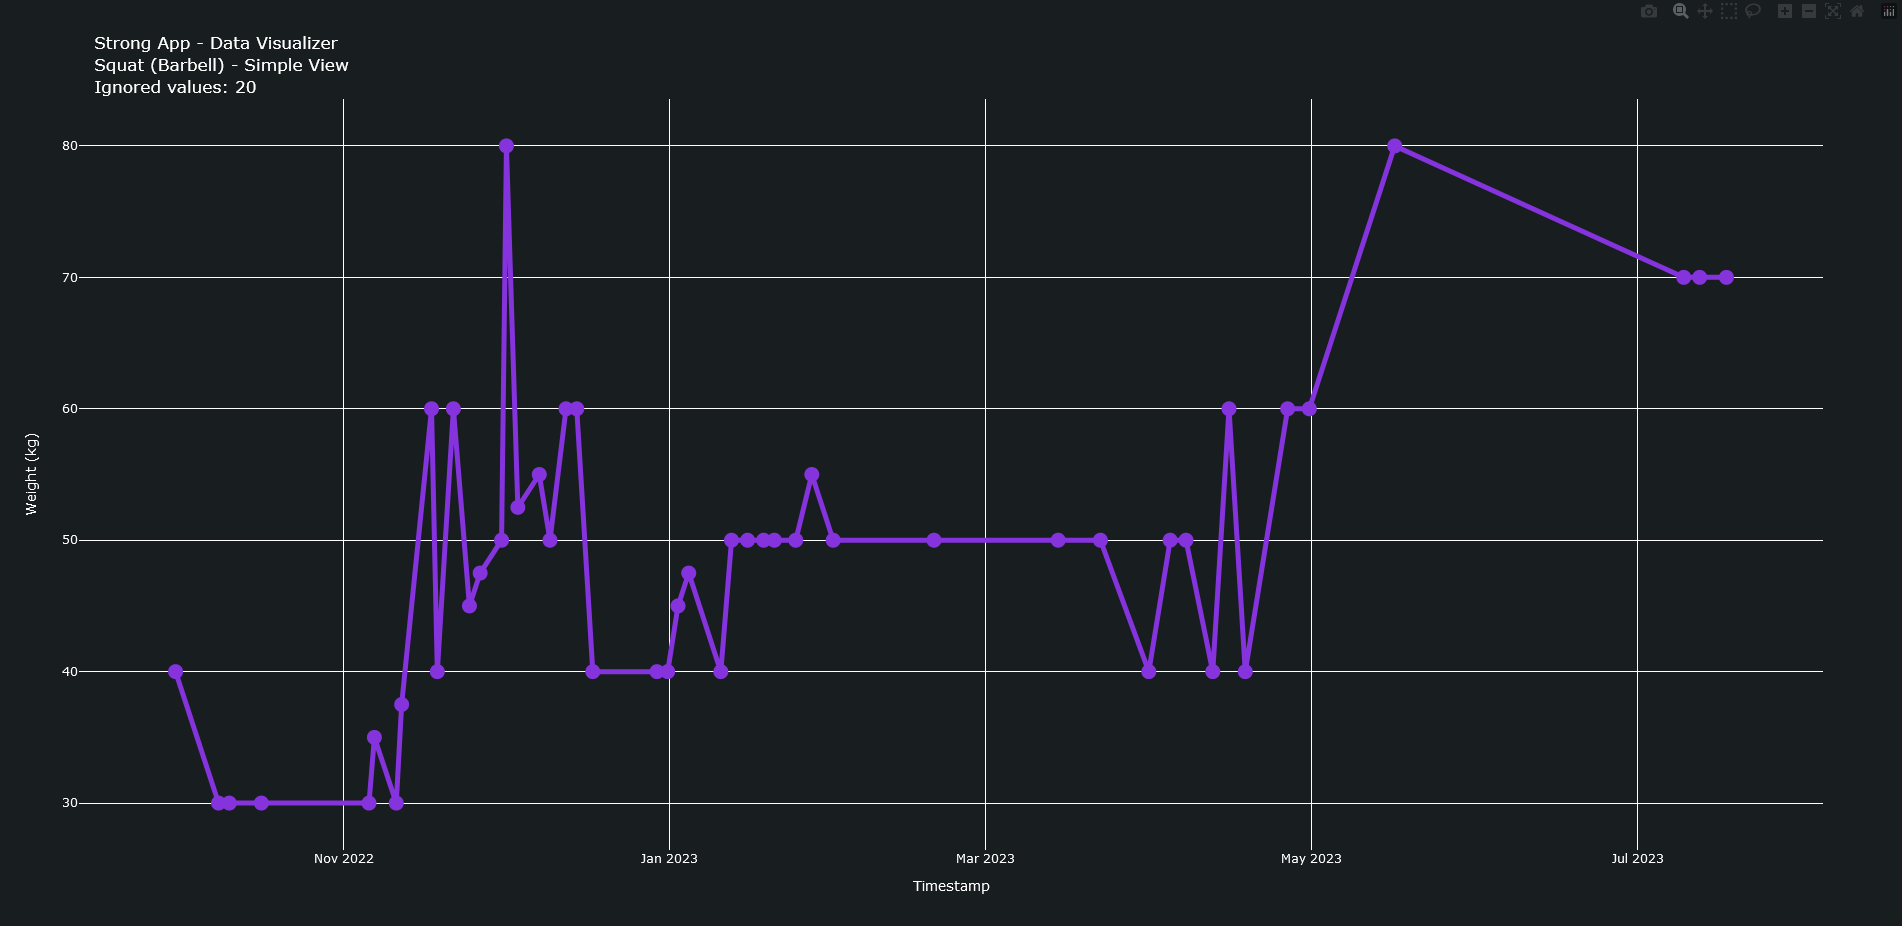 Strong App - Data Visualizer
Squat (Barbell) - Simple View
Ignored values: 20
80
70
60
50
40
30
Weight (kg)
Nov 2022
Jan 2023
Mar 2023
May 2023
Jul 2023
Timestamp